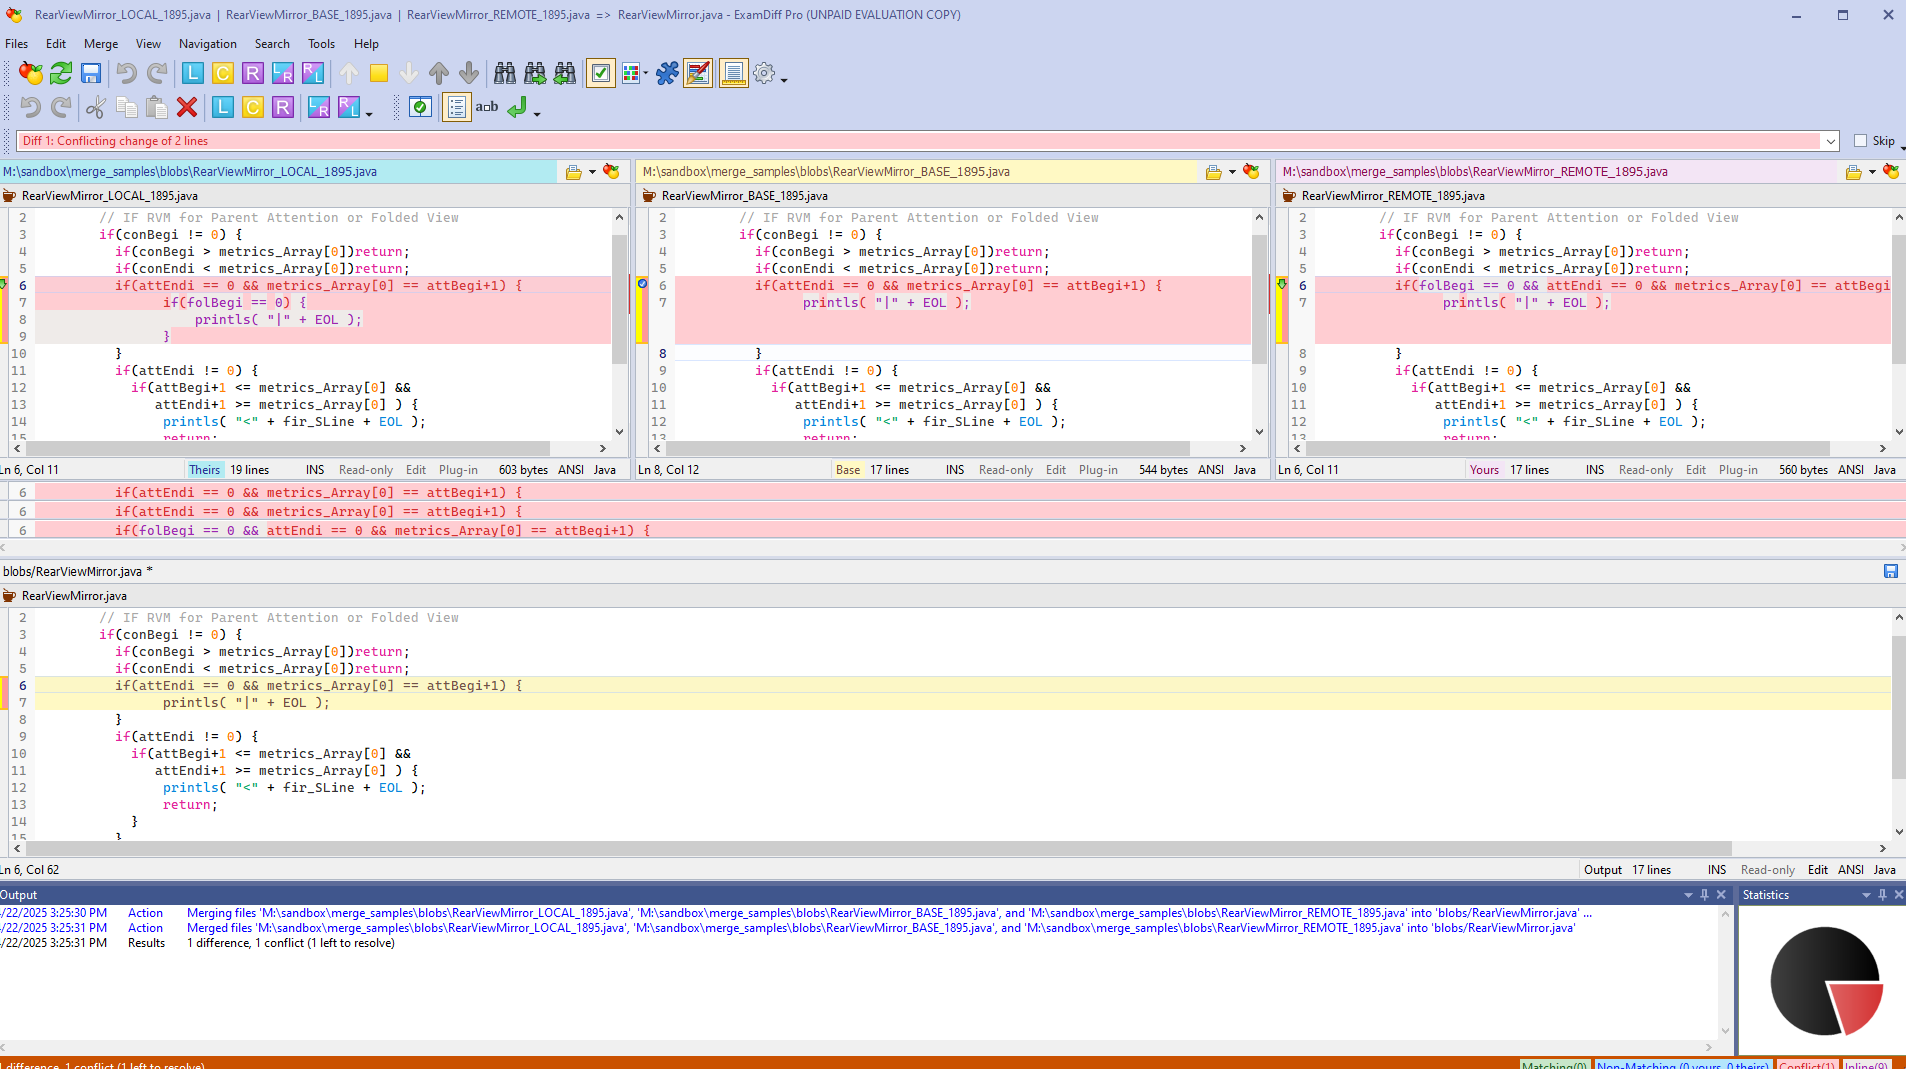 RearViewMirror_LOCAL_1895.java | RearViewMirror_BASE_1895.java | RearViewMirror_REMOTE_1895.java => RearViewMirror.java - ExamDiff Pro (UNPAID EVALUATION COPY)
Files Edit Merge View Navigation Search Tools Help
L C R L R R L
L C R L R R L a▫b
Diff 1: Conflicting change of 2 lines
Skip
M:\sandbox\merge_samples\blobs\RearViewMirror_LOCAL_1895.java
RearViewMirror_LOCAL_1895.java
2 // IF RVM for Parent Attention or Folded View
3 if(conBegi != 0) {
4 if(conBegi > metrics_Array[0])return;
5 if(conEndi < metrics_Array[0])return;
6 if(attEndi == 0 && metrics_Array[0] == attBegi+1) {
7 if(folBegi == 0) {
8 printls( "|" + EOL );
9 }
10 }
11 if(attEndi != 0) {
12 if(attBegi+1 <= metrics_Array[0] &&
13 attEndi+1 >= metrics_Array[0] ) {
14 printls( "<" + fir_SLine + EOL );
15 return;
Ln 6, Col 11 Theirs 19 lines INS Read-only Edit Plug-in 603 bytes ANSI Java
M:\sandbox\merge_samples\blobs\RearViewMirror_BASE_1895.java
RearViewMirror_BASE_1895.java
2 // IF RVM for Parent Attention or Folded View
3 if(conBegi != 0) {
4 if(conBegi > metrics_Array[0])return;
5 if(conEndi < metrics_Array[0])return;
6 if(attEndi == 0 && metrics_Array[0] == attBegi+1) {
7 printls( "|" + EOL );
8 }
9 if(attEndi != 0) {
10 if(attBegi+1 <= metrics_Array[0] &&
11 attEndi+1 >= metrics_Array[0] ) {
12 printls( "<" + fir_SLine + EOL );
13 return;
Ln 8, Col 12 Base 17 lines INS Read-only Edit Plug-in 544 bytes ANSI Java
M:\sandbox\merge_samples\blobs\RearViewMirror_REMOTE_1895.java
RearViewMirror_REMOTE_1895.java
2 // IF RVM for Parent Attention or Folded View
3 if(conBegi != 0) {
4 if(conBegi > metrics_Array[0])return;
5 if(conEndi < metrics_Array[0])return;
6 if(folBegi == 0 && attEndi == 0 && metrics_Array[0] == attBegi
7 printls( "|" + EOL );
8 }
9 if(attEndi != 0) {
10 if(attBegi+1 <= metrics_Array[0] &&
11 attEndi+1 >= metrics_Array[0] ) {
12 printls( "<" + fir_SLine + EOL );
13 return;
Ln 6, Col 11 Yours 17 lines INS Read-only Edit Plug-in 560 bytes ANSI Java
6 if(attEndi == 0 && metrics_Array[0] == attBegi+1) {
6 if(attEndi == 0 && metrics_Array[0] == attBegi+1) {
6 if(folBegi == 0 && attEndi == 0 && metrics_Array[0] == attBegi+1) {
blobs/RearViewMirror.java *
RearViewMirror.java
2 // IF RVM for Parent Attention or Folded View
3 if(conBegi != 0) {
4 if(conBegi > metrics_Array[0])return;
5 if(conEndi < metrics_Array[0])return;
6 if(attEndi == 0 && metrics_Array[0] == attBegi+1) {
7 printls( "|" + EOL );
8 }
9 if(attEndi != 0) {
10 if(attBegi+1 <= metrics_Array[0] &&
11 attEndi+1 >= metrics_Array[0] ) {
12 printls( "<" + fir_SLine + EOL );
13 return;
14 }
15 }
Ln 6, Col 62 Output 17 lines INS Read-only Edit ANSI Java
Output
/22/2025 3:25:30 PM Action Merging files 'M:\sandbox\merge_samples\blobs\RearViewMirror_LOCAL_1895.java', 'M:\sandbox\merge_samples\blobs\RearViewMirror_BASE_1895.java', and 'M:\sandbox\merge_samples\blobs\RearViewMirror_REMOTE_1895.java' into 'blobs/RearViewMirror.java' ...
/22/2025 3:25:31 PM Action Merged files 'M:\sandbox\merge_samples\blobs\RearViewMirror_LOCAL_1895.java', 'M:\sandbox\merge_samples\blobs\RearViewMirror_BASE_1895.java', and 'M:\sandbox\merge_samples\blobs\RearViewMirror_REMOTE_1895.java' into 'blobs/RearViewMirror.java'
/22/2025 3:25:31 PM Results 1 difference, 1 conflict (1 left to resolve)
Statistics
difference, 1 conflict (1 left to resolve)
Matching(0) Non-Matching (0 yours, 0 theirs) Conflict(1) Inline(9)